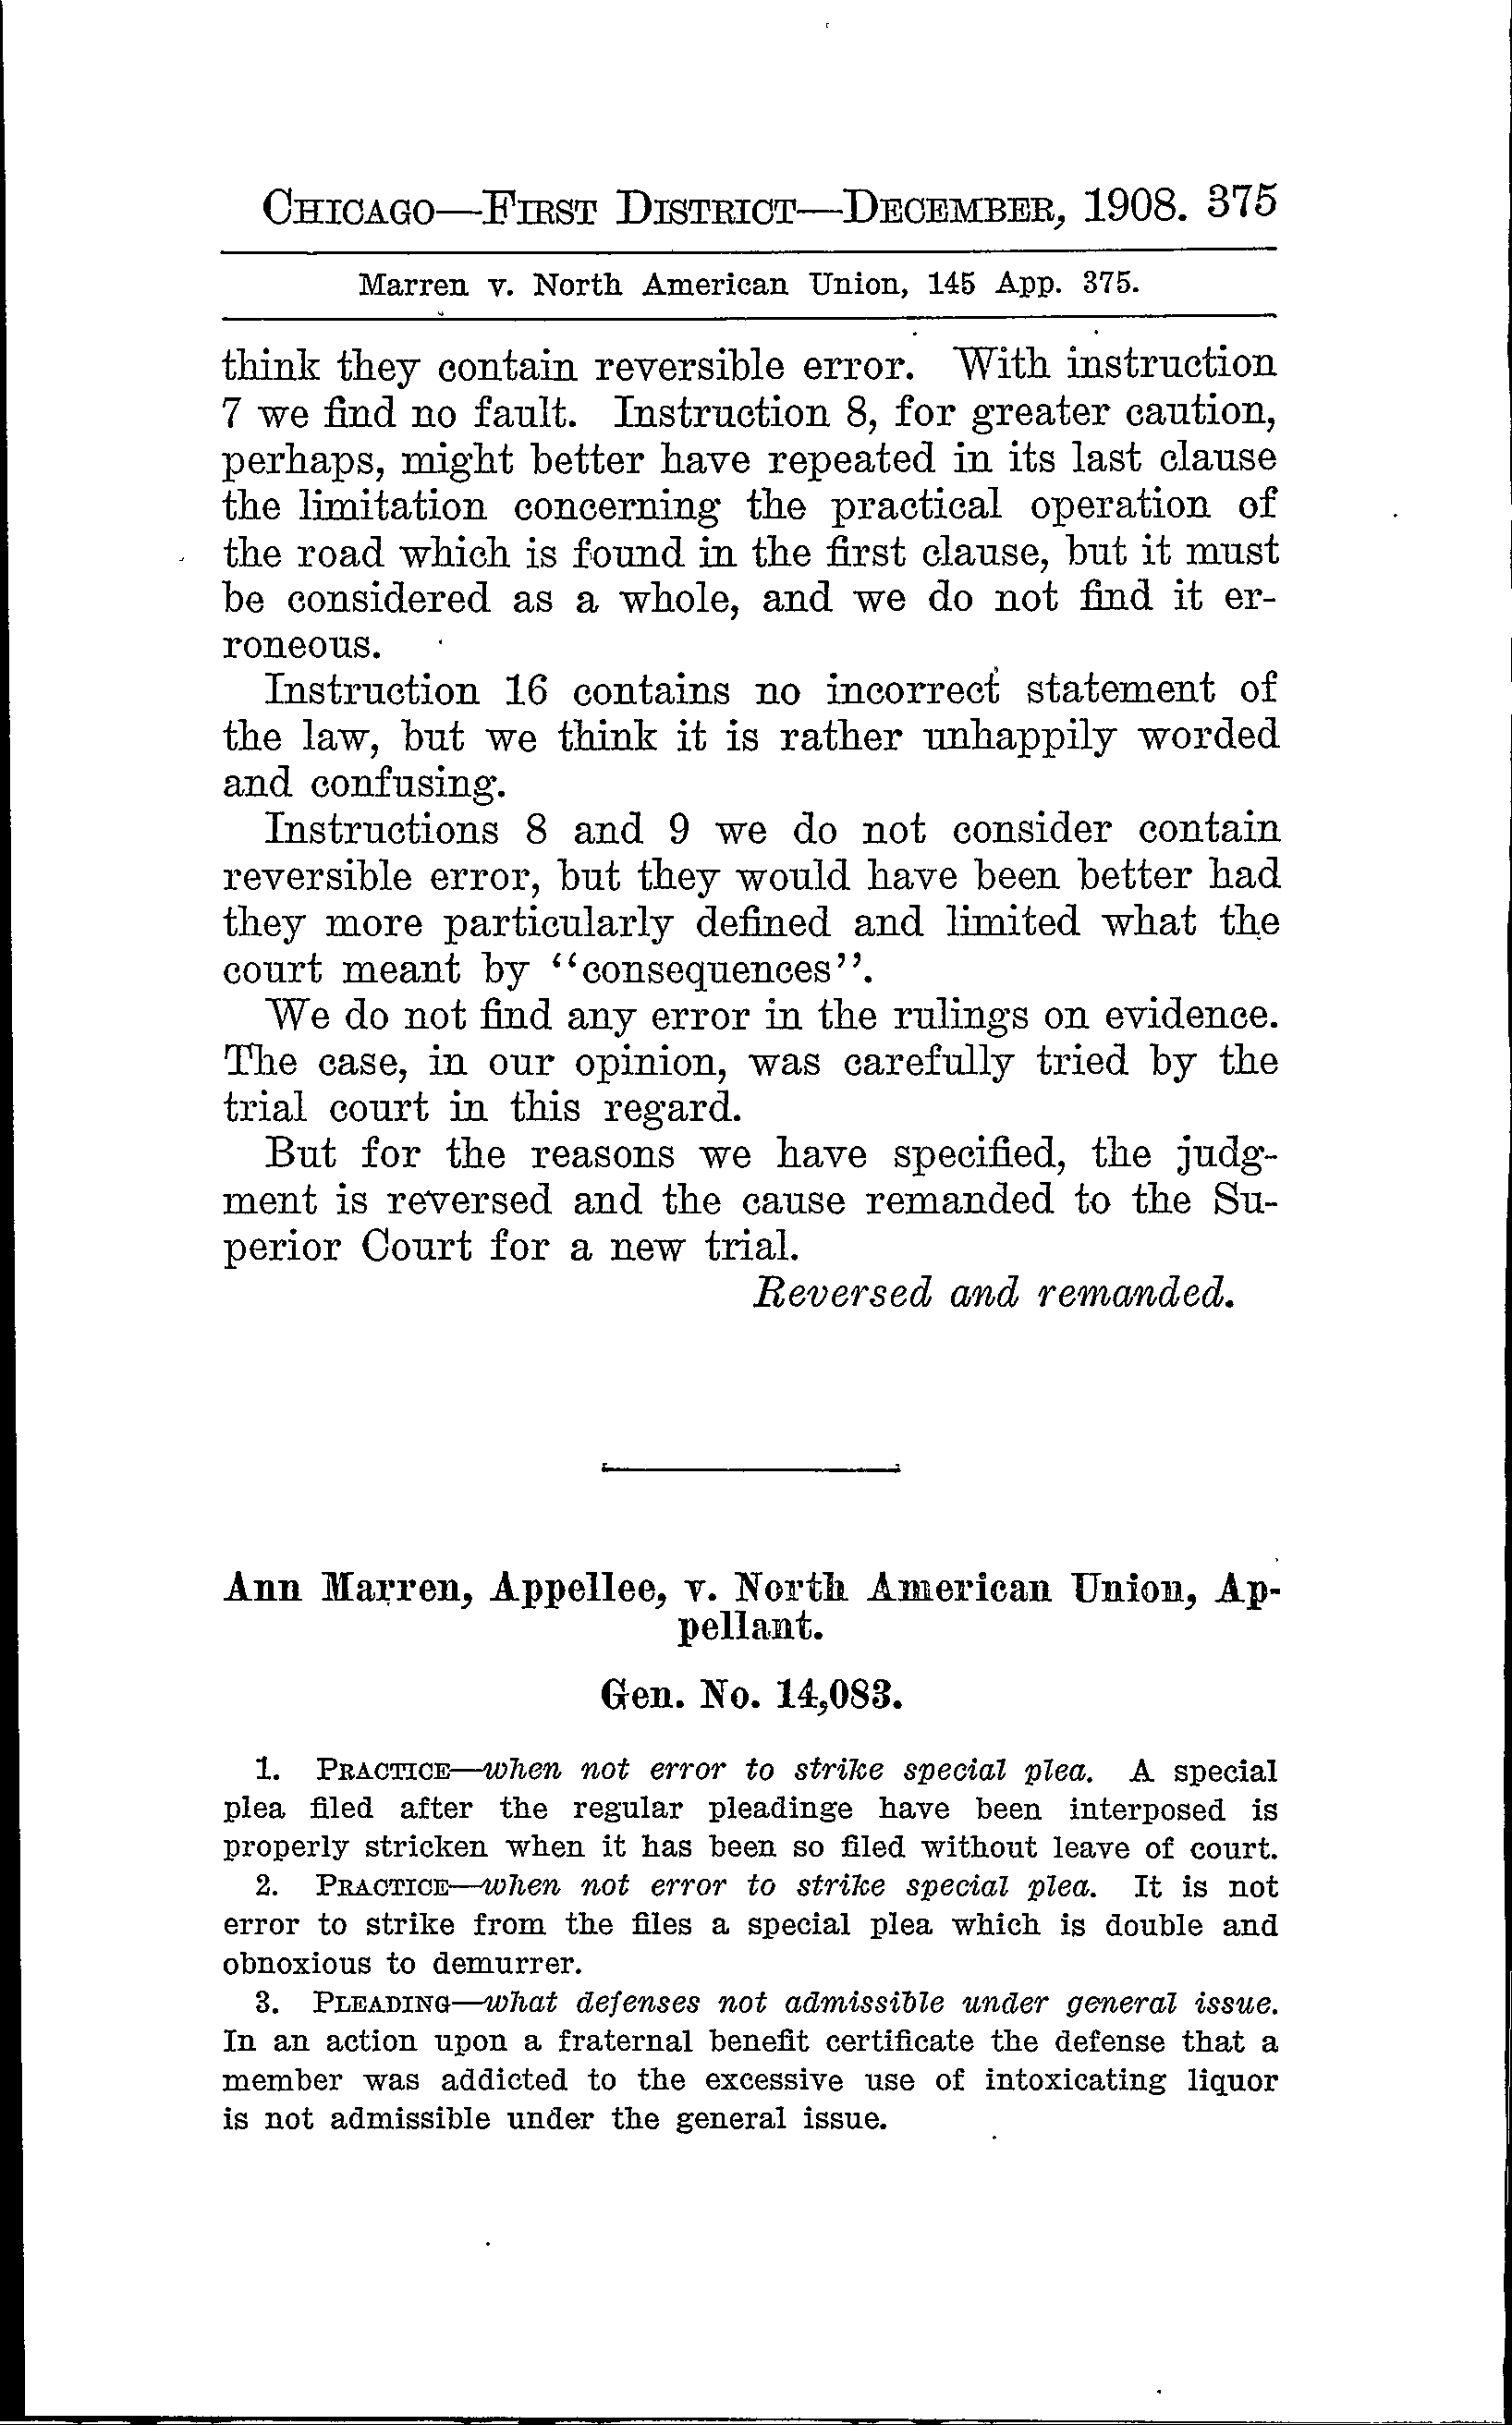 CHICAGO—FIRST DISTRICT—DECEMBER, 1908. 375
Marren v. North American Union, 145 App. 375.
think they contain reversible error. With instruction
7 we find no fault. Instruction 8, for greater caution,
perhaps, might better have repeated in its last clause
the limitation concerning the practical operation of
the road which is found in the first clause, but it must
be considered as a whole, and we do not find it er-
roneous.
Instruction 16 contains no incorrect statement of
the law, but we think it is rather unhappily worded
and confusing.
Instructions 8 and 9 we do not consider contain
reversible error, but they would have been better had
they more particularly defined and limited what the
court meant by ‘‘consequences’’.
We do not find any error in the rulings on evidence.
The case, in our opinion, was carefully tried by the
trial court in this regard.
But for the reasons we have specified, the judg-
ment is reversed and the cause remanded to the Su-
perior Court for a new trial.
Reversed and remanded.
Ann Marren, Appellee, v. North American Union, Ap-
pellant.
Gen. No. 14,083.
1. PRACTICE—when not error to strike special plea. A special
plea filed after the regular pleadinge have been interposed is
properly stricken when it has been so filed without leave of court.
2. PRACTICE—when not error to strike special plea. It is not
error to strike from the files a special plea which is double and
obnoxious to demurrer.
3. PLEADING—what defenses not admissible under general issue.
In an action upon a fraternal benefit certificate the defense that a
member was addicted to the excessive use of intoxicating liquor
is not admissible under the general issue.